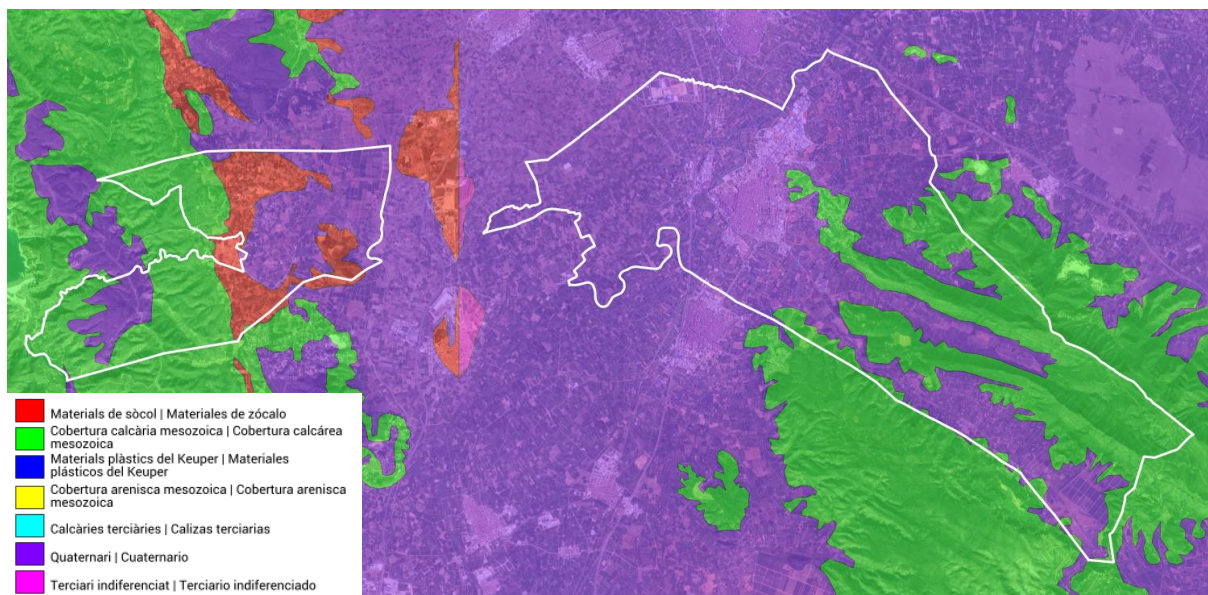 Materials de sòcol | Materiales de zócalo
Cobertura calcària mesozoica | Cobertura calcárea
mesozoica
Materials plàstics del Keuper | Materiales
plásticos del Keuper
Cobertura arenisca mesozoica | Cobertura arenisca
mesozoica
Calcàries terciàries | Calizas terciarias
Quaternari | Cuaternario
Terciari indiferenciat | Terciario indiferenciado